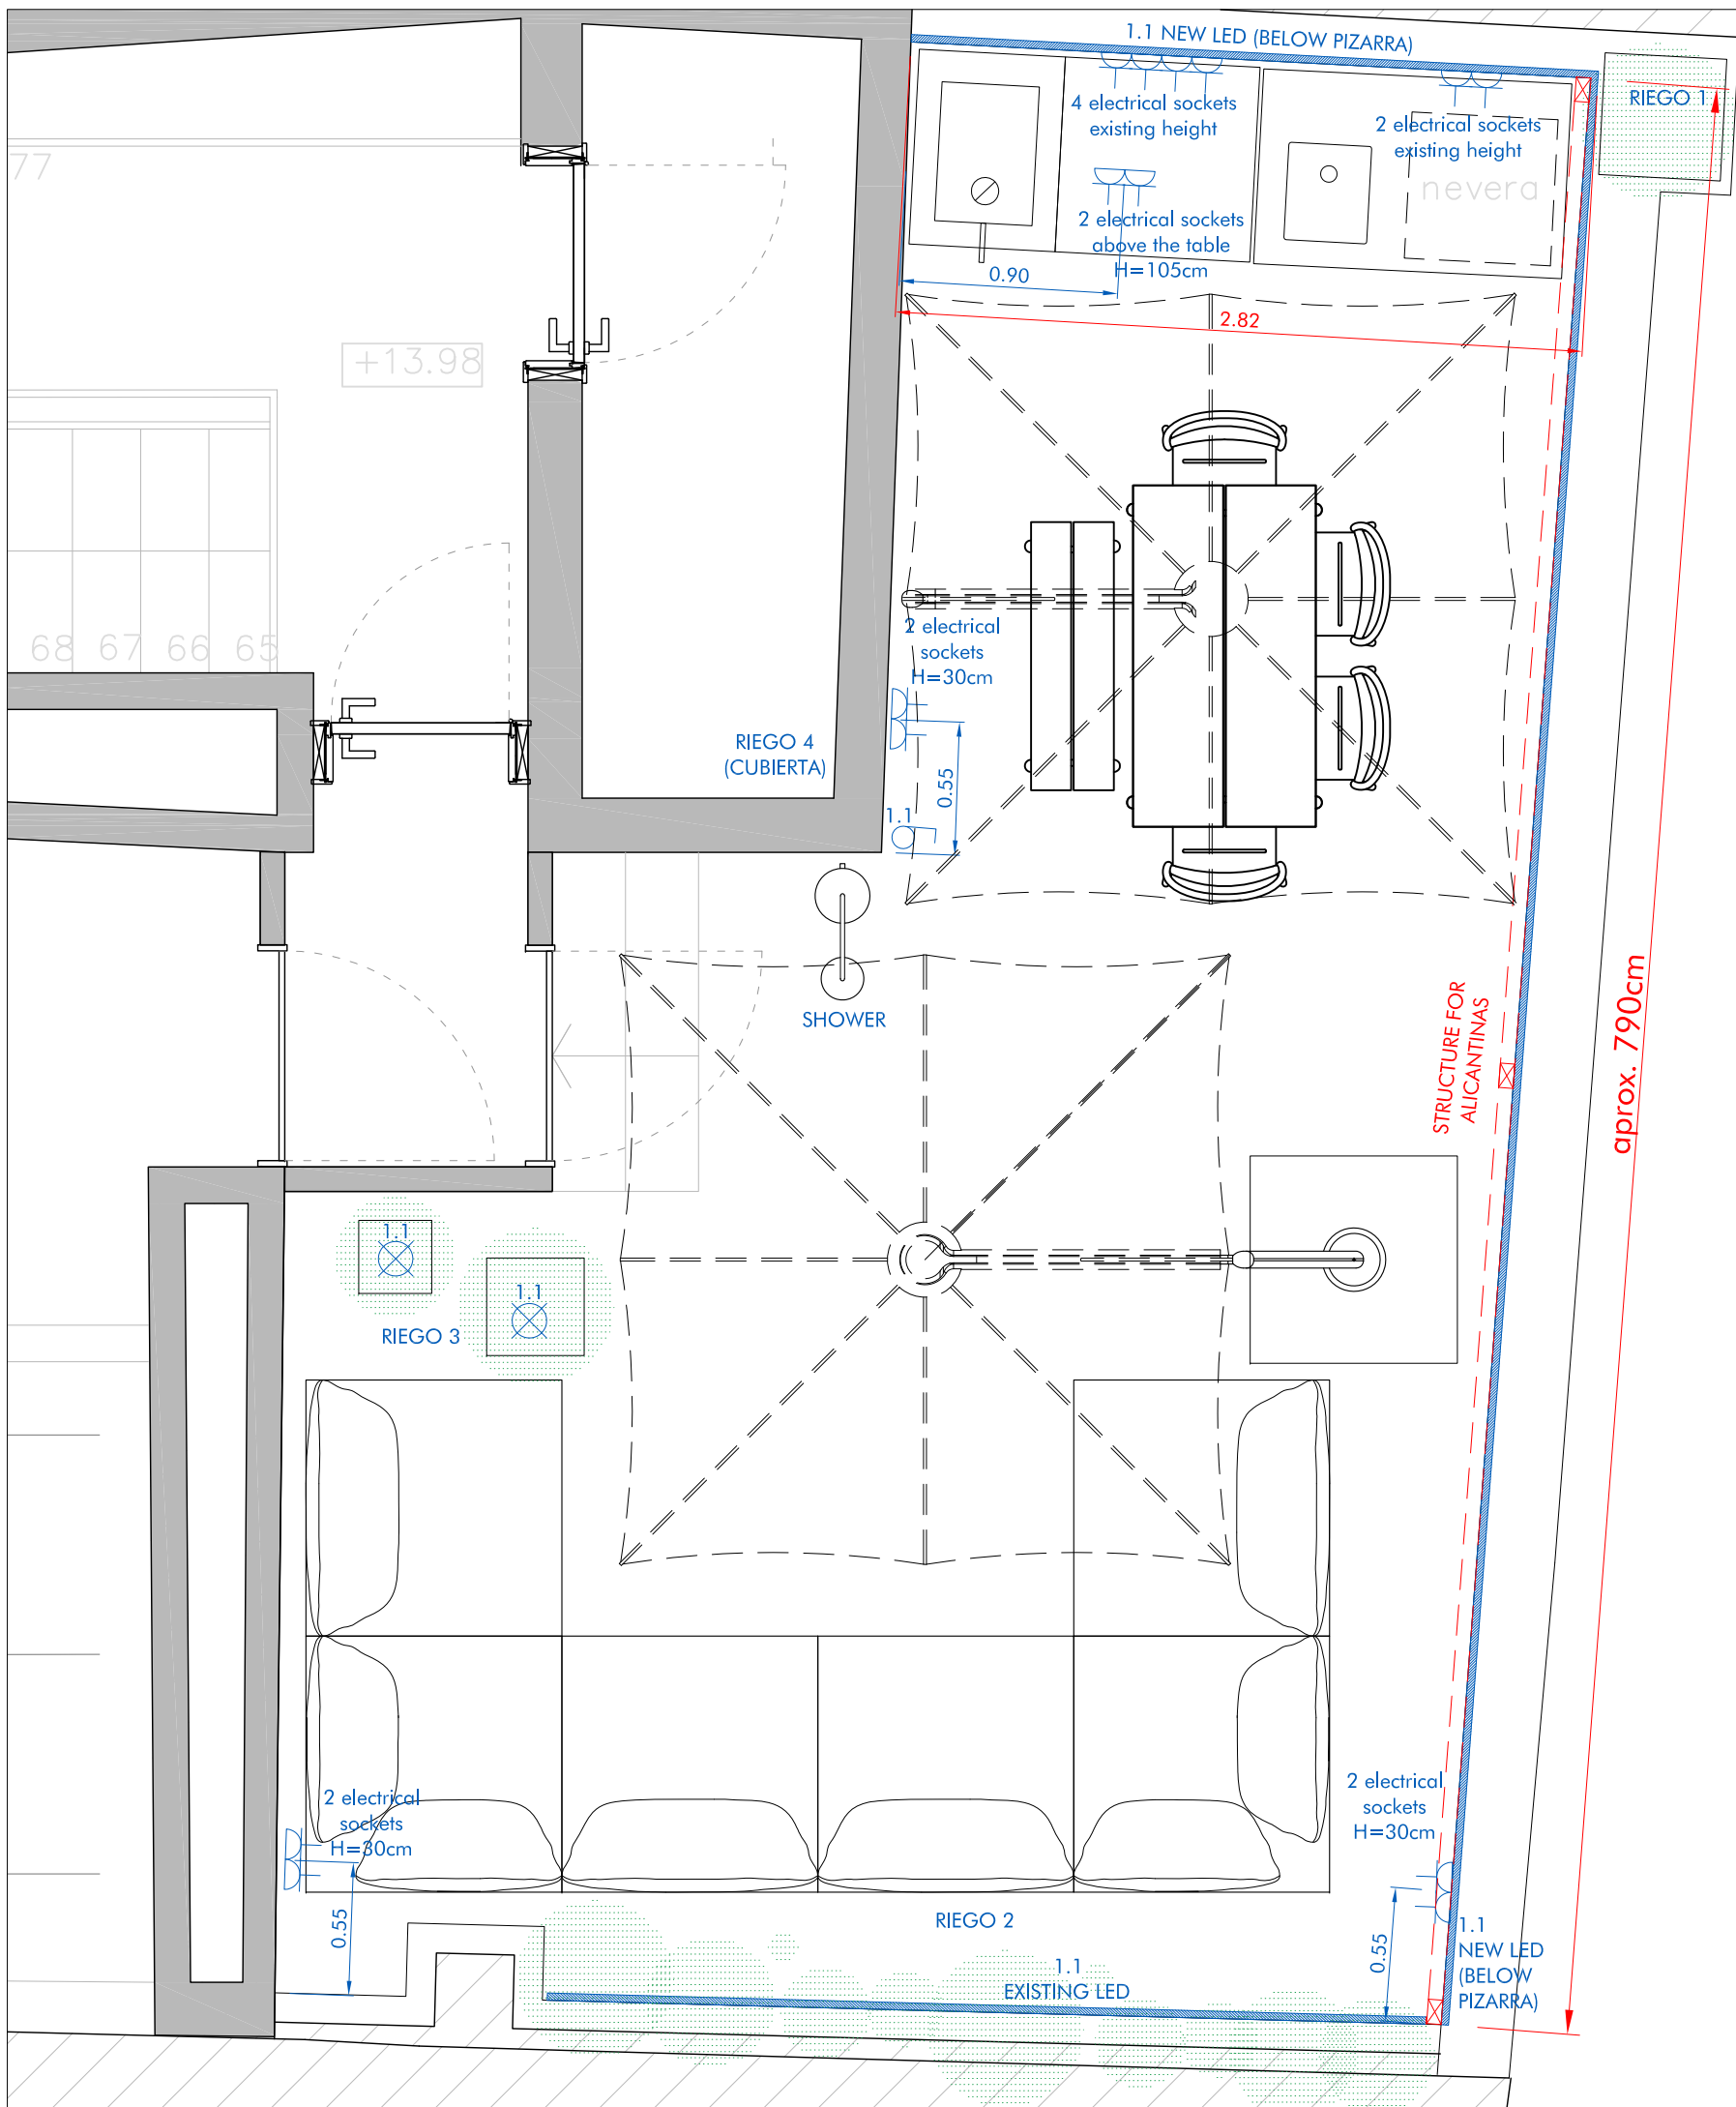 1.1 NEW LED (BELOW PIZARRA)
RIEGO 1
4 electrical sockets
existing height
2 electrical sockets
existing height
nevera
77
2 electrical sockets
above the table
H=105cm
0.90
2.82
+13.98
2 electrical
sockets
H=30cm
68 67 66 65
RIEGO 4
(CUBIERTA)
0.55
1.1
SHOWER
STRUCTURE FOR
ALICANTINAS
aprox. 790cm
1.1
1.1
RIEGO 3
2 electrical
sockets
H=30cm
2 electrical
sockets
H=30cm
0.55
RIEGO 2
0.55
1.1
EXISTING LED
1.1
NEW LED
(BELOW
PIZARRA)